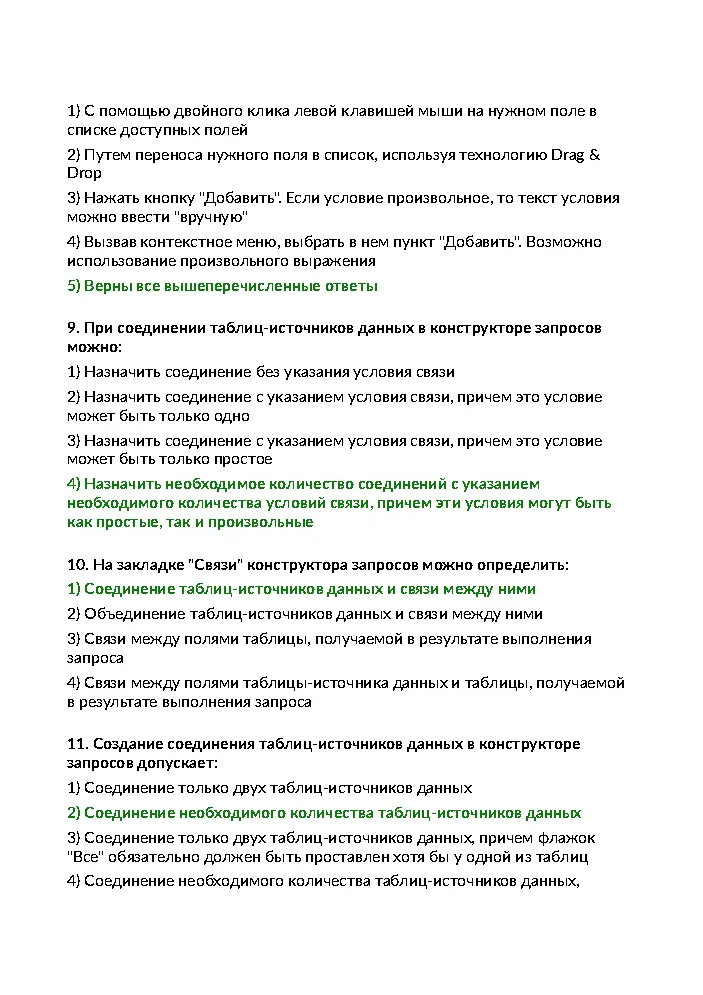 1) С помощью двойного клика левой клавишей мыши на нужном поле в
списке доступных полей
2) Путем переноса нужного поля в список, используя технологию Drag &
Drop
3) Нажать кнопку "Добавить". Если условие произвольное, то текст условия
можно ввести "вручную"
4) Вызвав контекстное меню, выбрать в нем пункт "Добавить". Возможно
использование произвольного выражения
5) Верны все вышеперечисленные ответы
9. При соединении таблиц-источников данных в конструкторе запросов
можно:
1) Назначить соединение без указания условия связи
2) Назначить соединение с указанием условия связи, причем это условие
может быть только одно
3) Назначить соединение с указанием условия связи, причем это условие
может быть только простое
4) Назначить необходимое количество соединений с указанием
необходимого количества условий связи, причем эти условия могут быть
как простые, так и произвольные
10. На закладке "Связи" конструктора запросов можно определить:
1) Соединение таблиц-источников данных и связи между ними
2) Объединение таблиц-источников данных и связи между ними
3) Связи между полями таблицы, получаемой в результате выполнения
запроса
4) Связи между полями таблицы-источника данных и таблицы, получаемой
в результате выполнения запроса
11. Создание соединения таблиц-источников данных в конструкторе
запросов допускает:
1) Соединение только двух таблиц-источников данных
2) Соединение необходимого количества таблиц-источников данных
3) Соединение только двух таблиц-источников данных, причем флажок
"Все" обязательно должен быть проставлен хотя бы у одной из таблиц
4) Соединение необходимого количества таблиц-источников данных,